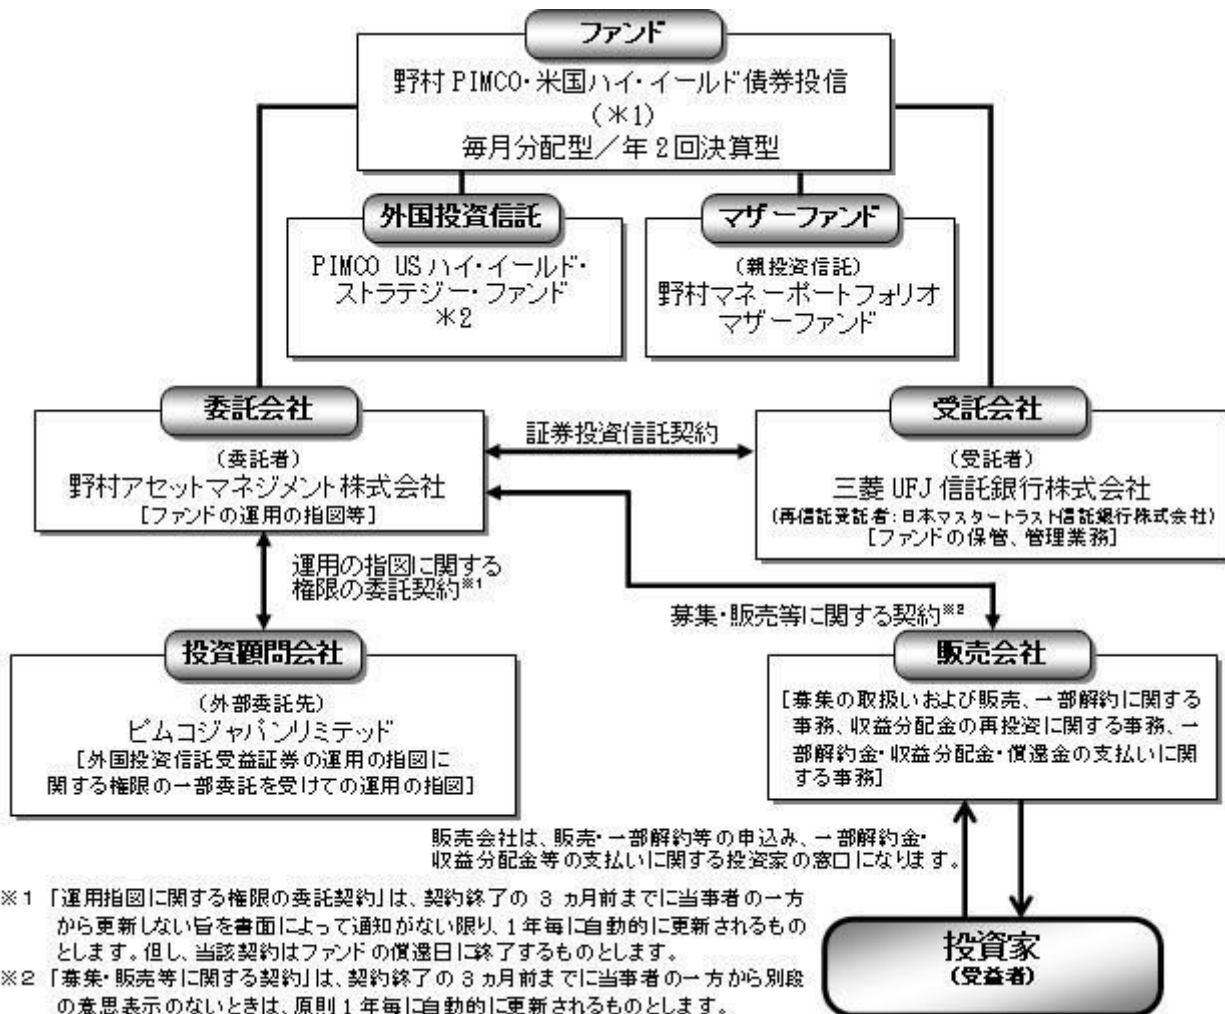 ファンド
野村 PIMCO・米国ハイ・イールド債券投信
(＊1)
毎月分配型／年2回決算型
外国投資信託
PIMCO USハイ・イールド・
ストラテジー・ファンド
＊2
マザーファンド
(親投資信託)
野村マネーポートフォリオ
マザーファンド
委託会社
(委託者)
野村アセットマネジメント株式会社
[ファンドの運用の指図等]
証券投資信託契約
受託会社
(受託者)
三菱 UFJ 信託銀行株式会社
(再信託受託者:日本マスタートラスト信託銀行株式会社)
[ファンドの保管、管理業務]
運用の指図に関する
権限の委託契約※1
募集・販売等に関する契約※2
投資顧問会社
(外部委託先)
ピムコジャパンリミテッド
[外国投資信託受益証券の運用の指図に
関する権限の一部委託を受けての運用の指図]
販売会社
[募集の取扱いおよび販売、一部解約に関する
事務、収益分配金の再投資に関する事務、一
部解約金・収益分配金・償還金の支払いに関
する事務]
販売会社は、販売・一部解約等の申込み、一部解約金・
収益分配金等の支払いに関する投資家の窓口になります。
※1 「運用指図に関する権限の委託契約」は、契約終了の 3 ヵ月前までに当事者の一方
から更新しない旨を書面によって通知がない限り、1年毎に自動的に更新されるもの
とします。但し、当該契約はファンドの償還日に終了するものとします。
※2 「募集・販売等に関する契約」は、契約終了の3ヵ月前までに当事者の一方から別段
の意思表示のないときは、原則1年毎に自動的に更新されるものとします。
投資家
(受益者)